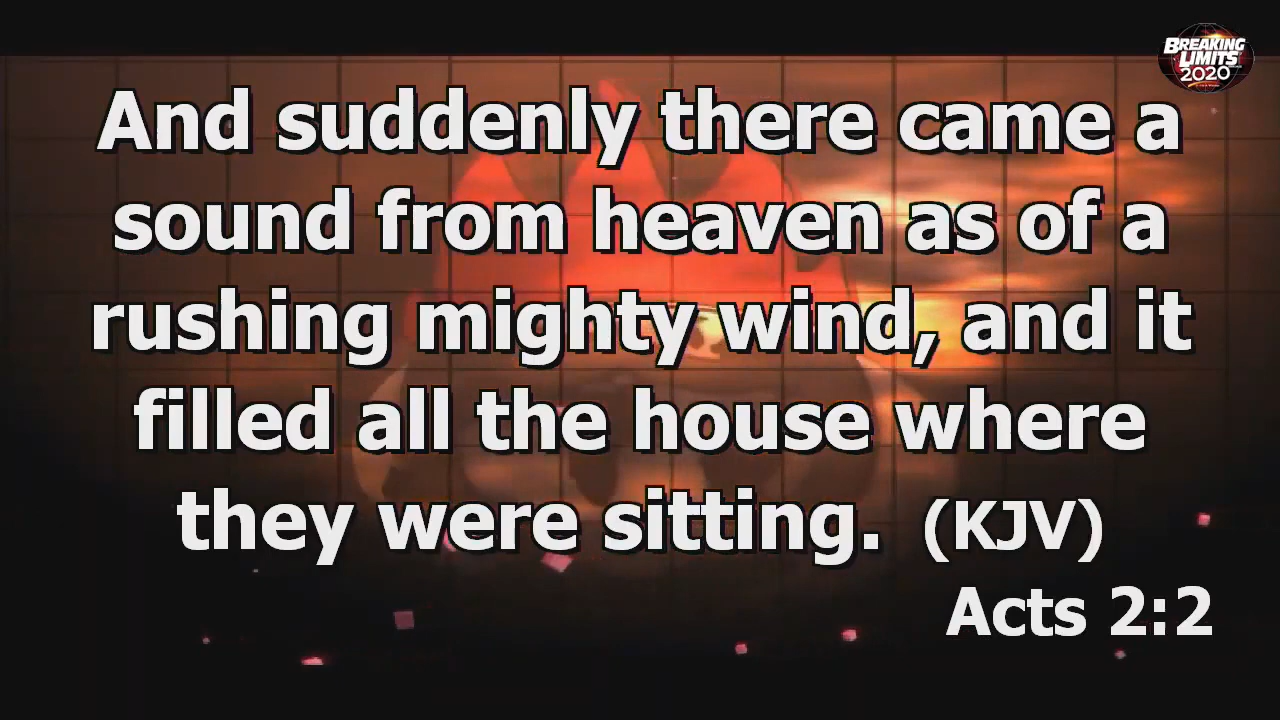 BREAKING
LIMITS
2020
And suddenly there came a
sound from heaven as of a
rushing mighty wind, and it
filled all the house where
they were sitting. (KJV)
Acts 2:2